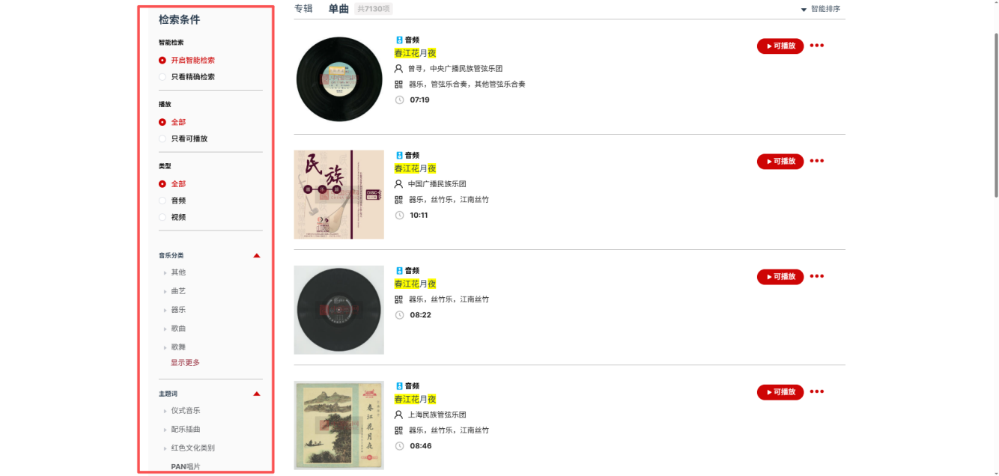 检索条件
智能检索
开启智能检索
只看精确检索
播放
全部
只看可播放
类型
全部
音频
视频
音乐分类
其他
曲艺
器乐
歌曲
歌舞
显示更多
主题词
仪式音乐
配乐插曲
红色文化类别
PAN唱片
专辑 单曲 共7130项 智能排序
音频
春江花月夜
曾寻，中央广播民族管弦乐团
器乐，管弦乐合奏，其他管弦乐合奏
07:19
可播放
民族
器乐
DISC
音频
春江花月夜
中国广播民族乐团
器乐，丝竹乐，江南丝竹
10:11
可播放
音频
春江花月夜
器乐，丝竹乐，江南丝竹
08:22
可播放
春江花月夜
音频
春江花月夜
上海民族管弦乐团
器乐，丝竹乐，江南丝竹
08:46
可播放